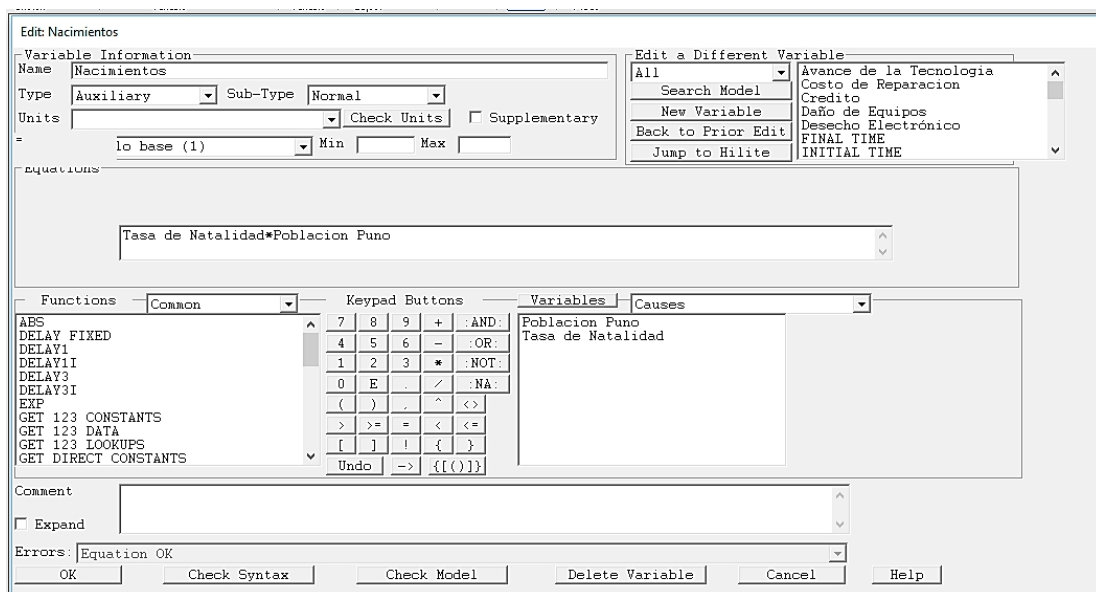 Edit: Nacimientos
Variable Information
Name Nacimientos
Type Auxiliary Sub-Type Normal
Units Check Units Supplementary
= lo base (1) Min Max
Edit a Different Variable
All
Search Model
New Variable
Back to Prior Edit
Jump to Hilite
Avance de la Tecnologia
Costo de Reparacion
Credito
Daño de Equipos
Desecho Electrónico
FINAL TIME
INITIAL TIME
Equations
Tasa de Natalidad*Poblacion Puno
Functions Common
ABS
DELAY FIXED
DELAY1
DELAY1I
DELAY3
DELAY3I
EXP
GET 123 CONSTANTS
GET 123 DATA
GET 123 LOOKUPS
GET DIRECT CONSTANTS
Keypad Buttons
7 8 9 + :AND:
4 5 6 - :OR:
1 2 3 * :NOT:
0 E . / :NA:
( ) , ^ <>
> >= = < <=
[ ] ! { }
Undo -> {[()]}
Variables Causes
Poblacion Puno
Tasa de Natalidad
Comment
Expand
Errors: Equation OK
OK Check Syntax Check Model Delete Variable Cancel Help